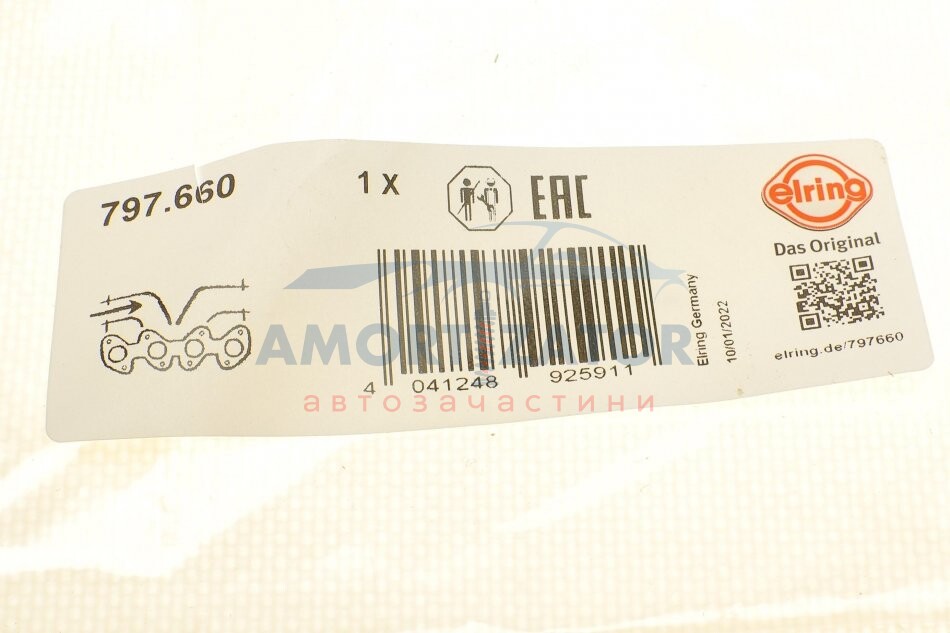 797.660
1 x
EAC
elring
Das Original
elring.de/797660
Elring Germany
10/01/2022
4 041248 925911
AMORTIZATOR
автозачастини